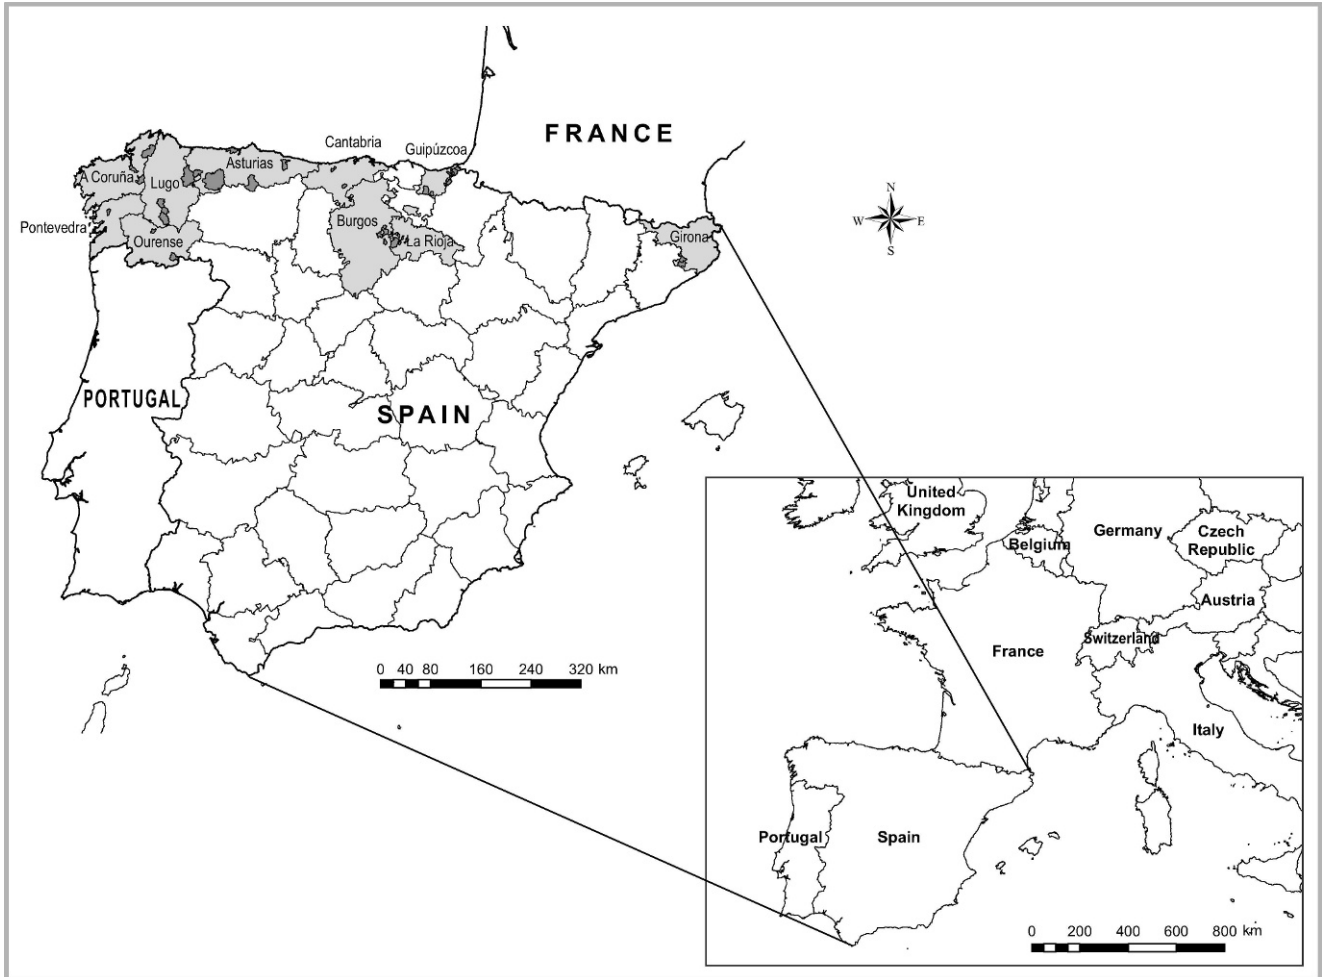 FRANCE
Cantabria
Guipúzcoa
Asturias
A Coruña
Lugo
Pontevedra
Ourense
Burgos
La Rioja
Girona
N
W
E
S
PORTUGAL
SPAIN
0 40 80 160 240 320 km
United
Kingdom
Belgium
Germany
Czech
Republic
Austria
Switzerland
France
Italy
Portugal
Spain
0 200 400 600 800 km